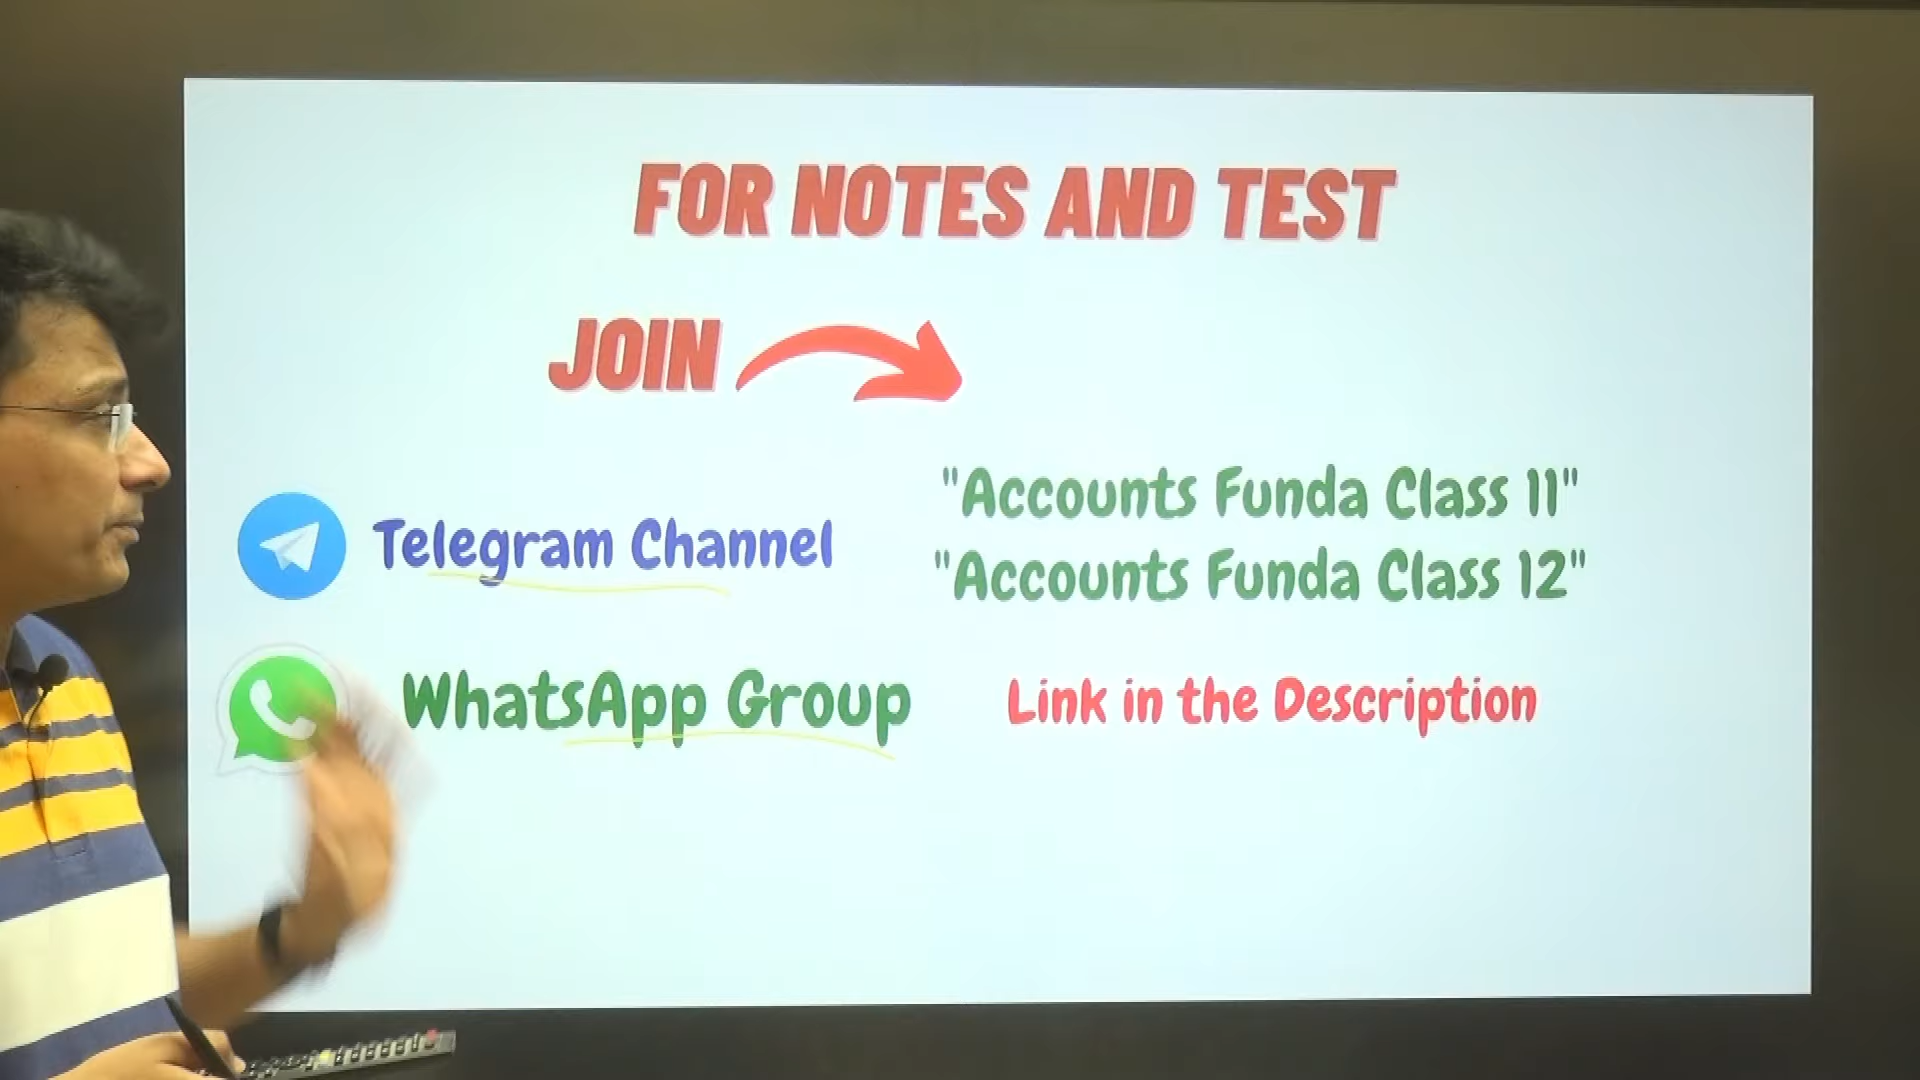 FOR NOTES AND TEST
JOIN
Telegram Channel
"Accounts Funda Class 11"
"Accounts Funda Class 12"
WhatsApp Group
Link in the Description